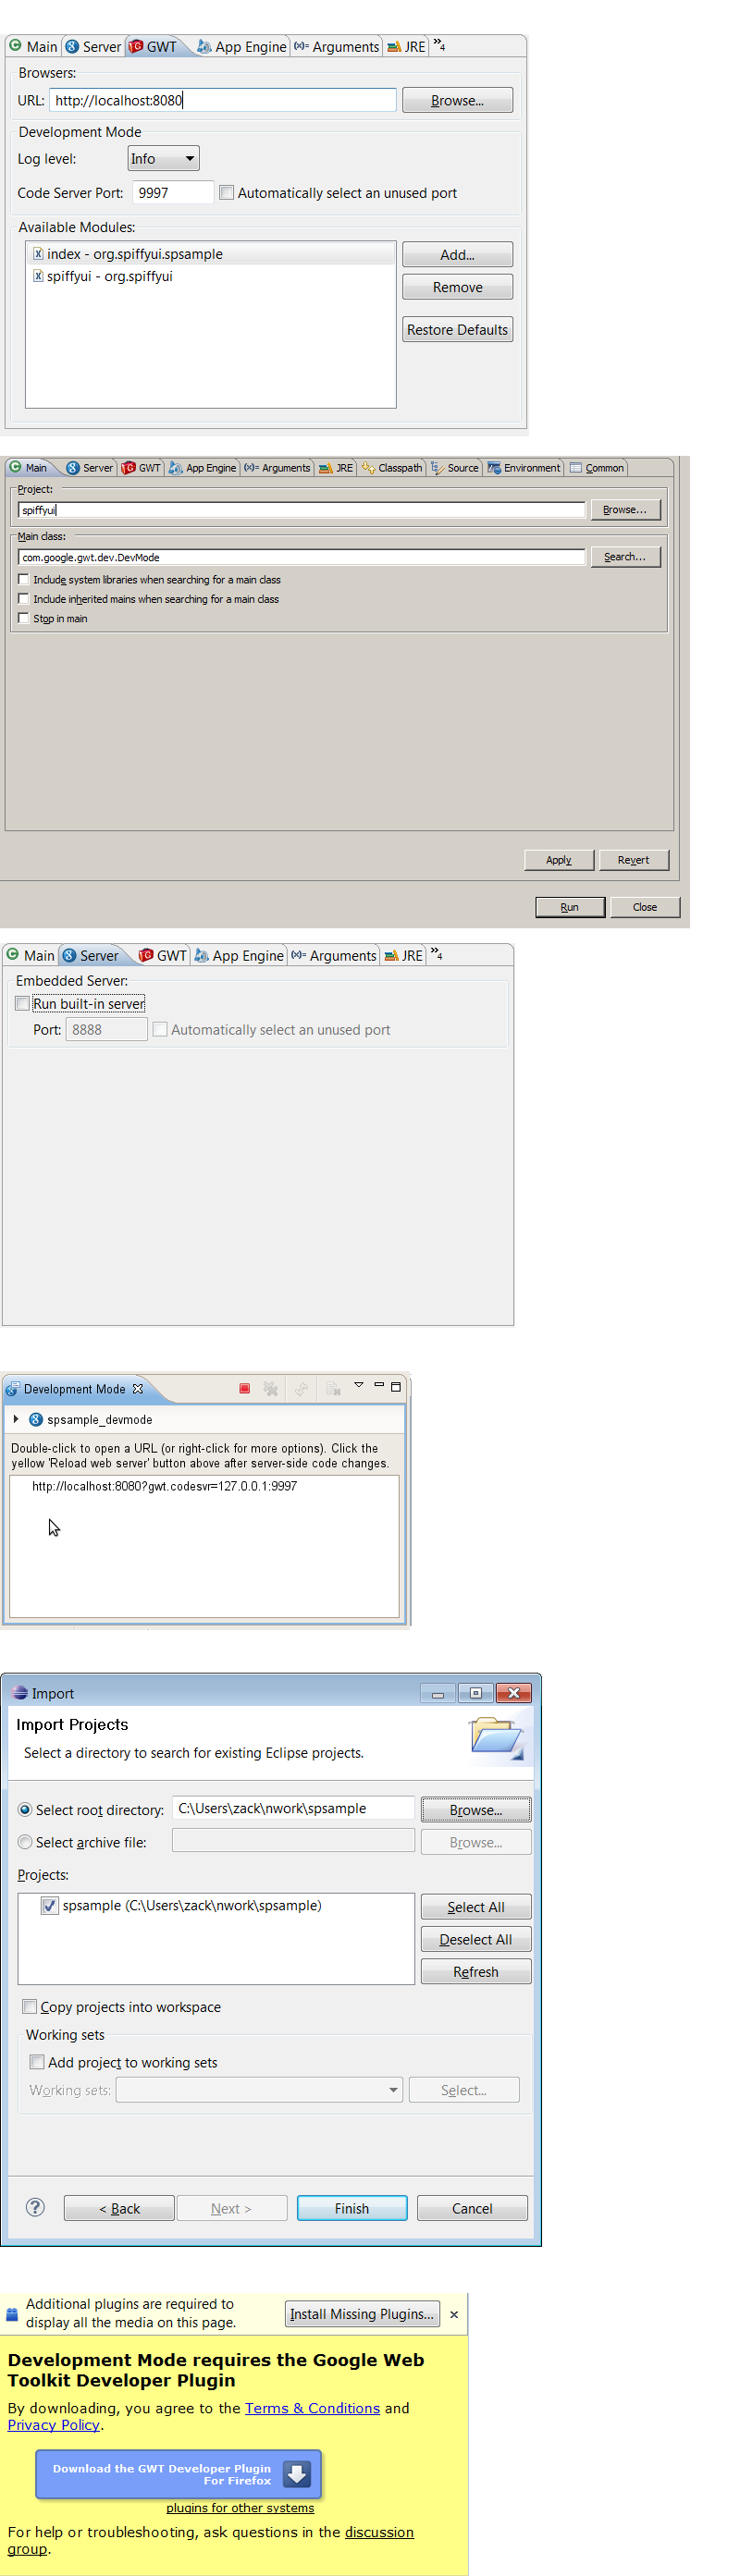 Main Server GWT App Engine (x)= Arguments JRE »4
Browsers:
URL: http://localhost:8080 Browse...
Development Mode
Log level: Info
Code Server Port: 9997 Automatically select an unused port
Available Modules:
index - org.spiffyui.spsample Add...
spiffyui - org.spiffyui
Remove
Restore Defaults
Main Server GWT App Engine (x)= Arguments JRE Classpath Source Environment Common
Project:
spiffyui Browse...
Main class:
com.google.gwt.dev.DevMode Search...
Include system libraries when searching for a main class
Include inherited mains when searching for a main class
Stop in main
Apply Revert
Run Close
Main Server GWT App Engine (x)= Arguments JRE »4
Embedded Server:
Run built-in server
Port: 8888 Automatically select an unused port
Development Mode
spsample_devmode
Double-click to open a URL (or right-click for more options). Click the
yellow 'Reload web server' button above after server-side code changes.
http://localhost:8080?gwt.codesvr=127.0.0.1:9997
Import
Import Projects
Select a directory to search for existing Eclipse projects.
Select root directory: C:\Users\zack\nwork\spsample Browse...
Select archive file: Browse...
Projects:
spsample (C:\Users\zack\nwork\spsample) Select All
Deselect All
Refresh
Copy projects into workspace
Working sets
Add project to working sets
Working sets: Select...
? < Back Next > Finish Cancel
Additional plugins are required to
display all the media on this page. Install Missing Plugins... ×
Development Mode requires the Google Web
Toolkit Developer Plugin
By downloading, you agree to the Terms & Conditions and
Privacy Policy.
Download the GWT Developer Plugin
For Firefox
plugins for other systems
For help or troubleshooting, ask questions in the discussion
group.